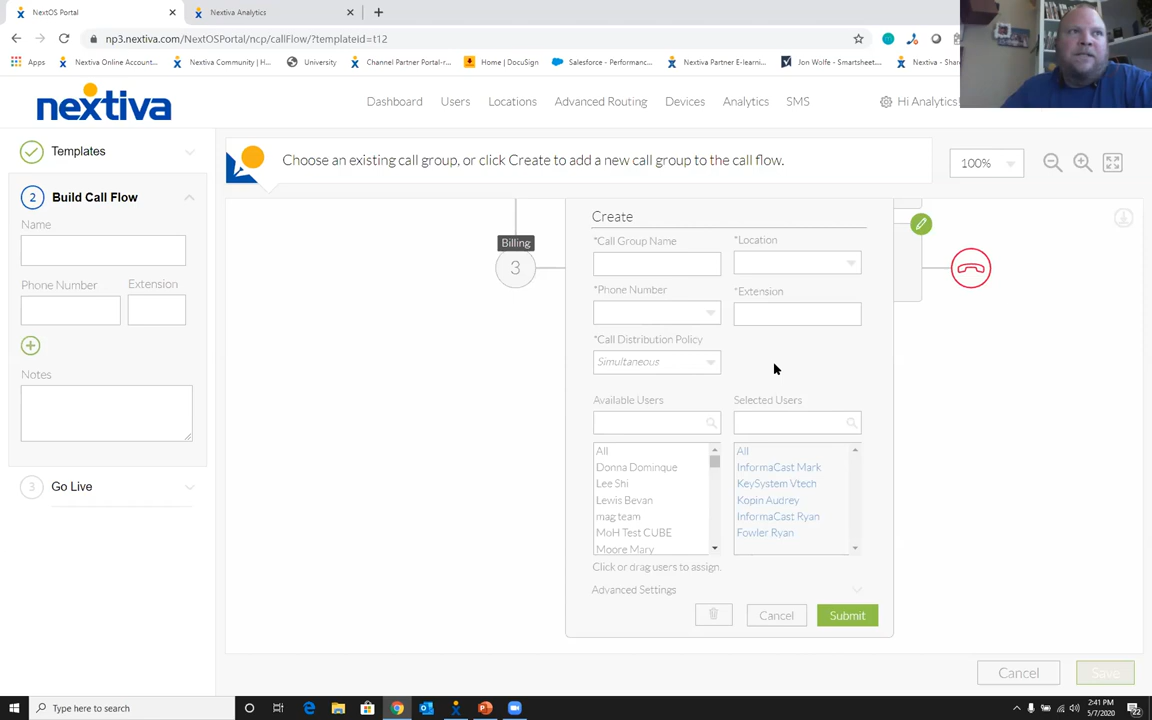 NextOS Portal
Nextiva Analytics
np3.nextiva.com/NextOSPortal/ncp/callFlow/?templateId=t12
Apps
Nextiva Online Account...
Nextiva Community | H...
University
Channel Partner Portal-r...
Home | DocuSign
Salesforce - Performanc...
Nextiva Partner E-learni...
Jon Wolfe - Smartsheet...
Nextiva - Shar
nextiva
Dashboard
Users
Locations
Advanced Routing
Devices
Analytics
SMS
Hi Analytics!
Templates
Choose an existing call group, or click Create to add a new call group to the call flow.
100%
2
Build Call Flow
Name
Phone Number
Extension
Notes
3
Go Live
Billing
3
Create
*Call Group Name
*Location
*Phone Number
*Extension
*Call Distribution Policy
Simultaneous
Available Users
Selected Users
All
Donna Dominque
Lee Shi
Lewis Bevan
mag team
MoH Test CUBE
Moore Mary
All
InformaCast Mark
KeySystem Vtech
Kopin Audrey
InformaCast Ryan
Fowler Ryan
Click or drag users to assign.
Advanced Settings
Cancel
Submit
Cancel
Save
Type here to search
2:41 PM
5/7/2020
22